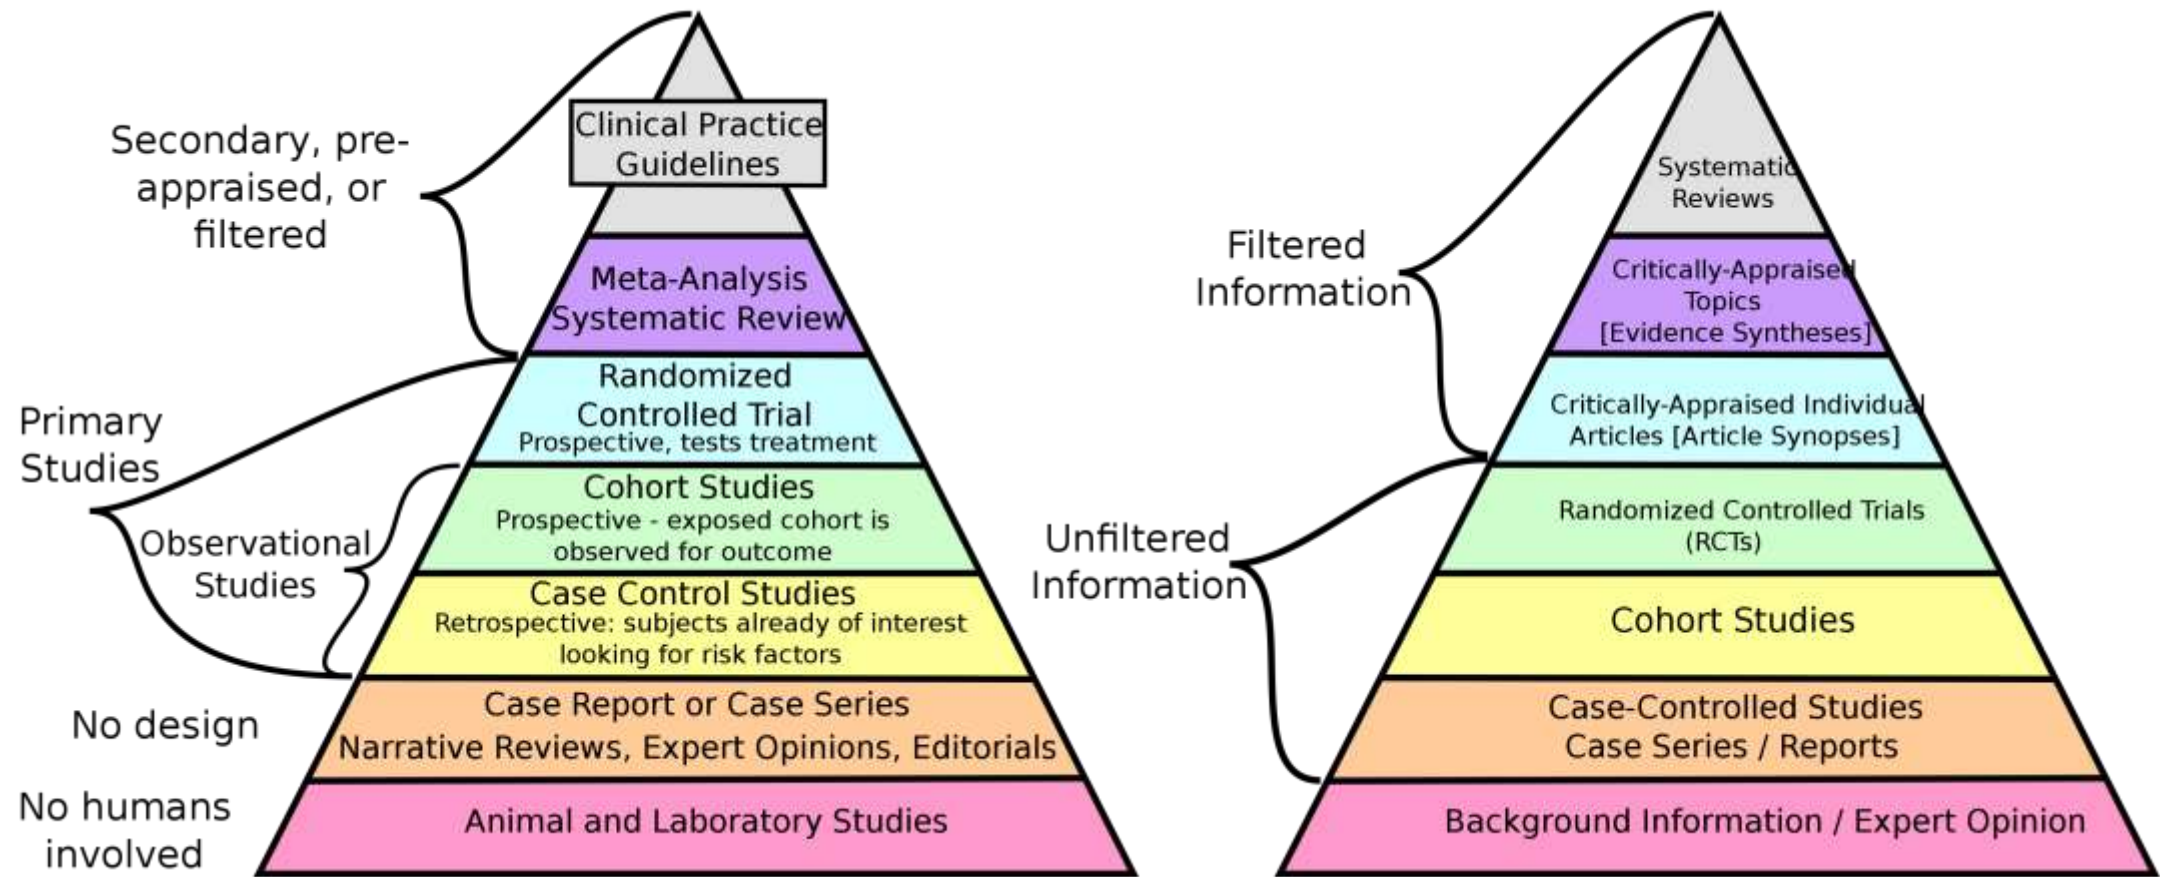 Secondary, pre-
appraised, or
filtered
Primary
Studies
Observational
Studies
No design
No humans
involved
Clinical Practice
Guidelines
Meta-Analysis
Systematic Review
Randomized
Controlled Trial
Prospective, tests treatment
Cohort Studies
Prospective - exposed cohort is
observed for outcome
Case Control Studies
Retrospective: subjects already of interest
looking for risk factors
Case Report or Case Series
Narrative Reviews, Expert Opinions, Editorials
Animal and Laboratory Studies
Filtered
Information
Unfiltered
Information
Systematic
Reviews
Critically-Appraised
Topics
[Evidence Syntheses]
Critically-Appraised Individual
Articles [Article Synopses]
Randomized Controlled Trials
(RCTs)
Cohort Studies
Case-Controlled Studies
Case Series / Reports
Background Information / Expert Opinion